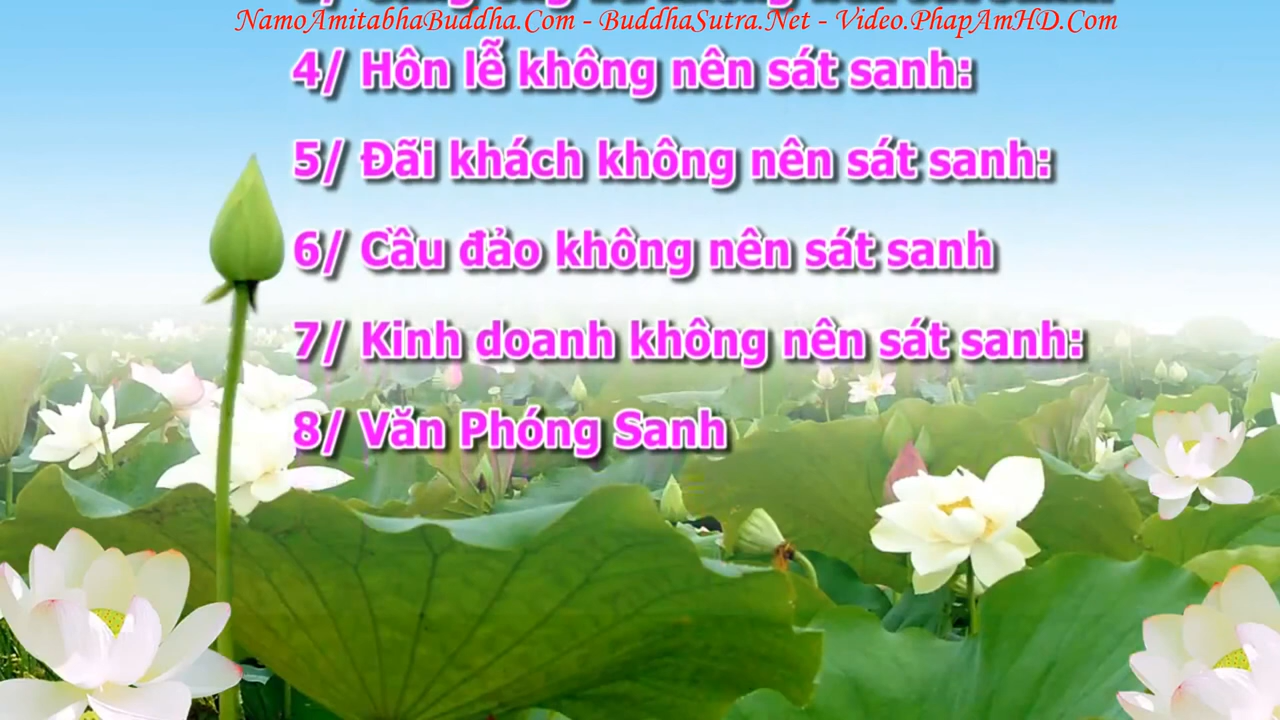 NamoAmitabhaBuddha.Com - BuddhaSutra.Net - Video.PhapAmHD.Com
4/ Hôn lễ không nên sát sanh:
5/ Đãi khách không nên sát sanh:
6/ Cầu đảo không nên sát sanh
7/ Kinh doanh không nên sát sanh:
8/ Văn Phóng Sanh